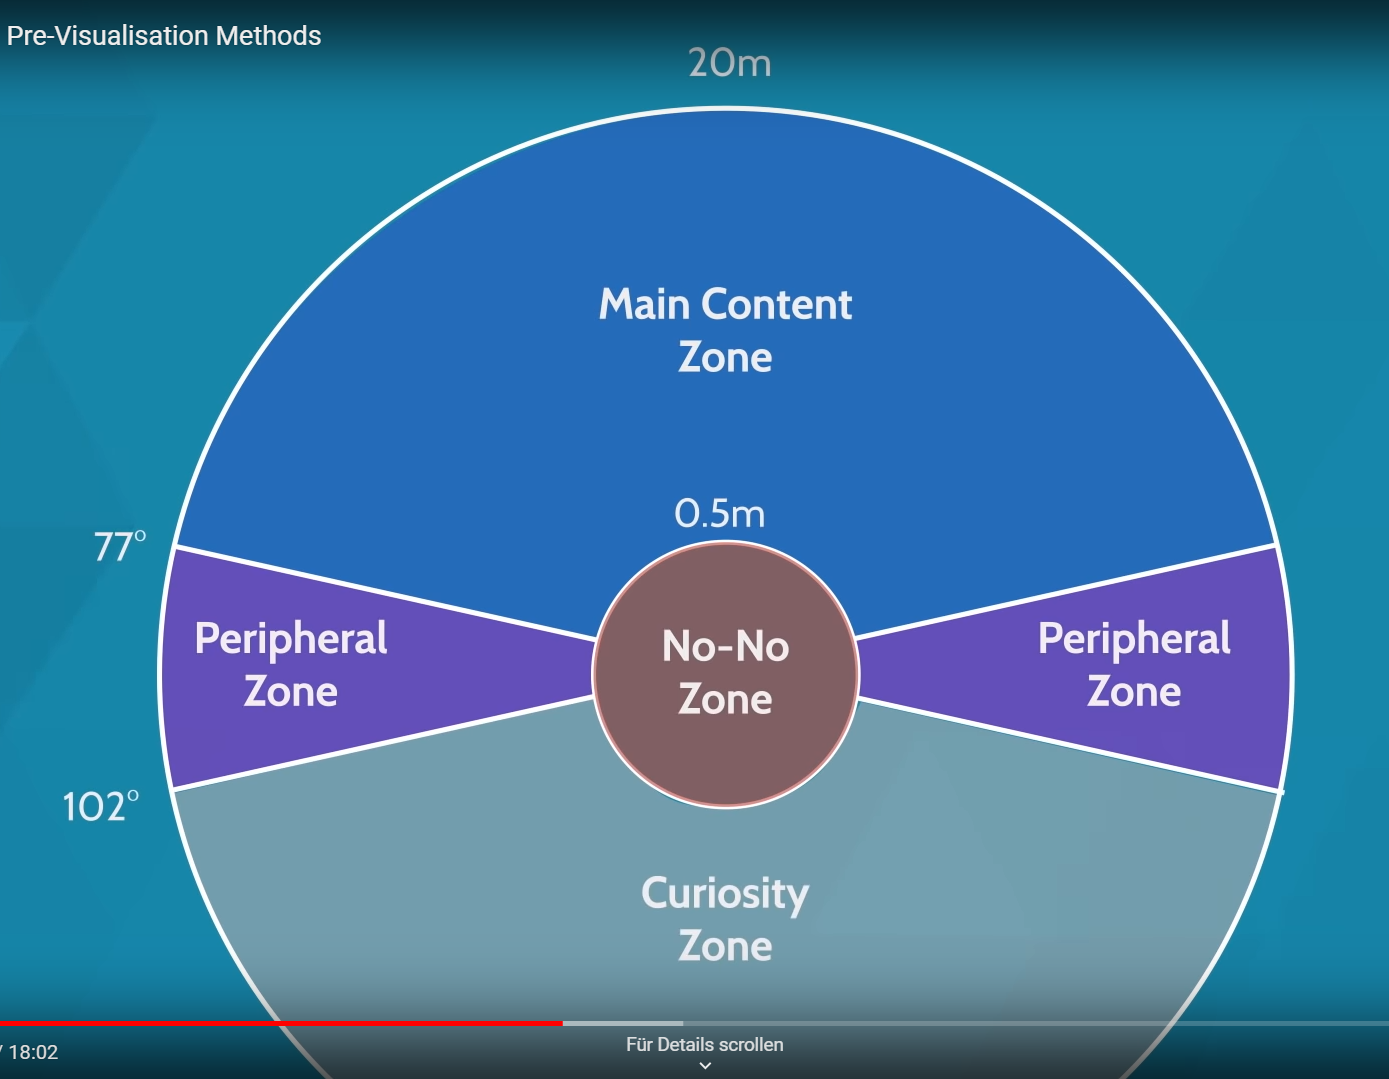 Pre-Visualisation Methods
20m
Main Content
Zone
0.5m
77°
Peripheral
Zone
No-No
Zone
Peripheral
Zone
102°
Curiosity
Zone
/ 18:02
Für Details scrollen